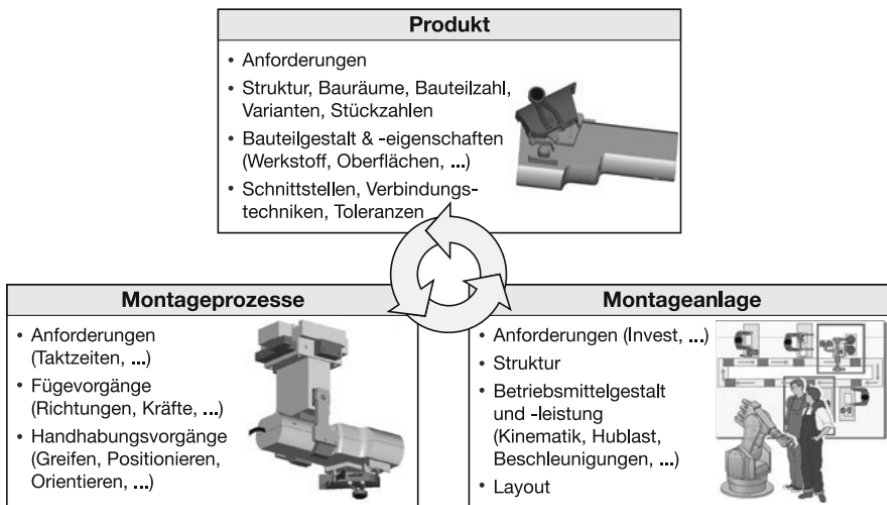 Produkt
• Anforderungen
• Struktur, Bauräume, Bauteilzahl,
Varianten, Stückzahlen
• Bauteilgestalt & -eigenschaften
(Werkstoff, Oberflächen, ...)
• Schnittstellen, Verbindungs-
techniken, Toleranzen
Montageprozesse
• Anforderungen
(Taktzeiten, ...)
• Fügevorgänge
(Richtungen, Kräfte, ...)
• Handhabungsvorgänge
(Greifen, Positionieren,
Orientieren, ...)
Montageanlage
• Anforderungen (Invest, ...)
• Struktur
• Betriebsmittelgestalt
und -leistung
(Kinematik, Hublast,
Beschleunigungen, ...)
• Layout